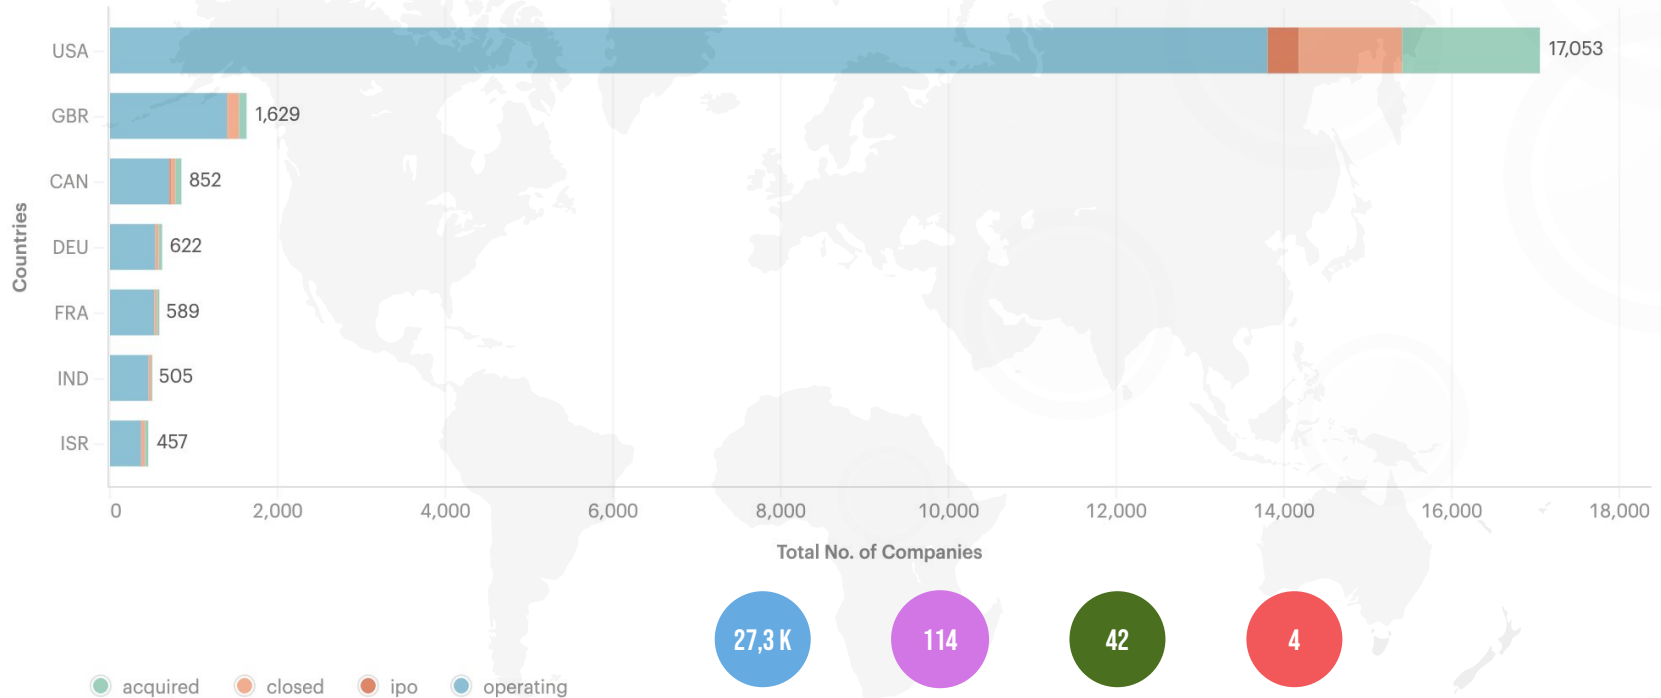 USA 17,053
GBR 1,629
CAN 852
DEU 622
FRA 589
IND 505
ISR 457
Countries
0 2,000 4,000 6,000 8,000 10,000 12,000 14,000 16,000 18,000
Total No. of Companies
27,3 K 114 42 4
acquired closed ipo operating